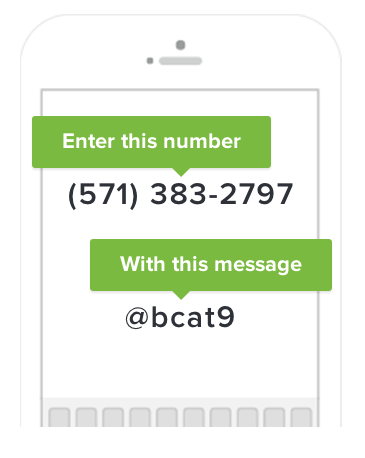 Enter this number
(571) 383-2797
With this message
@bcat9